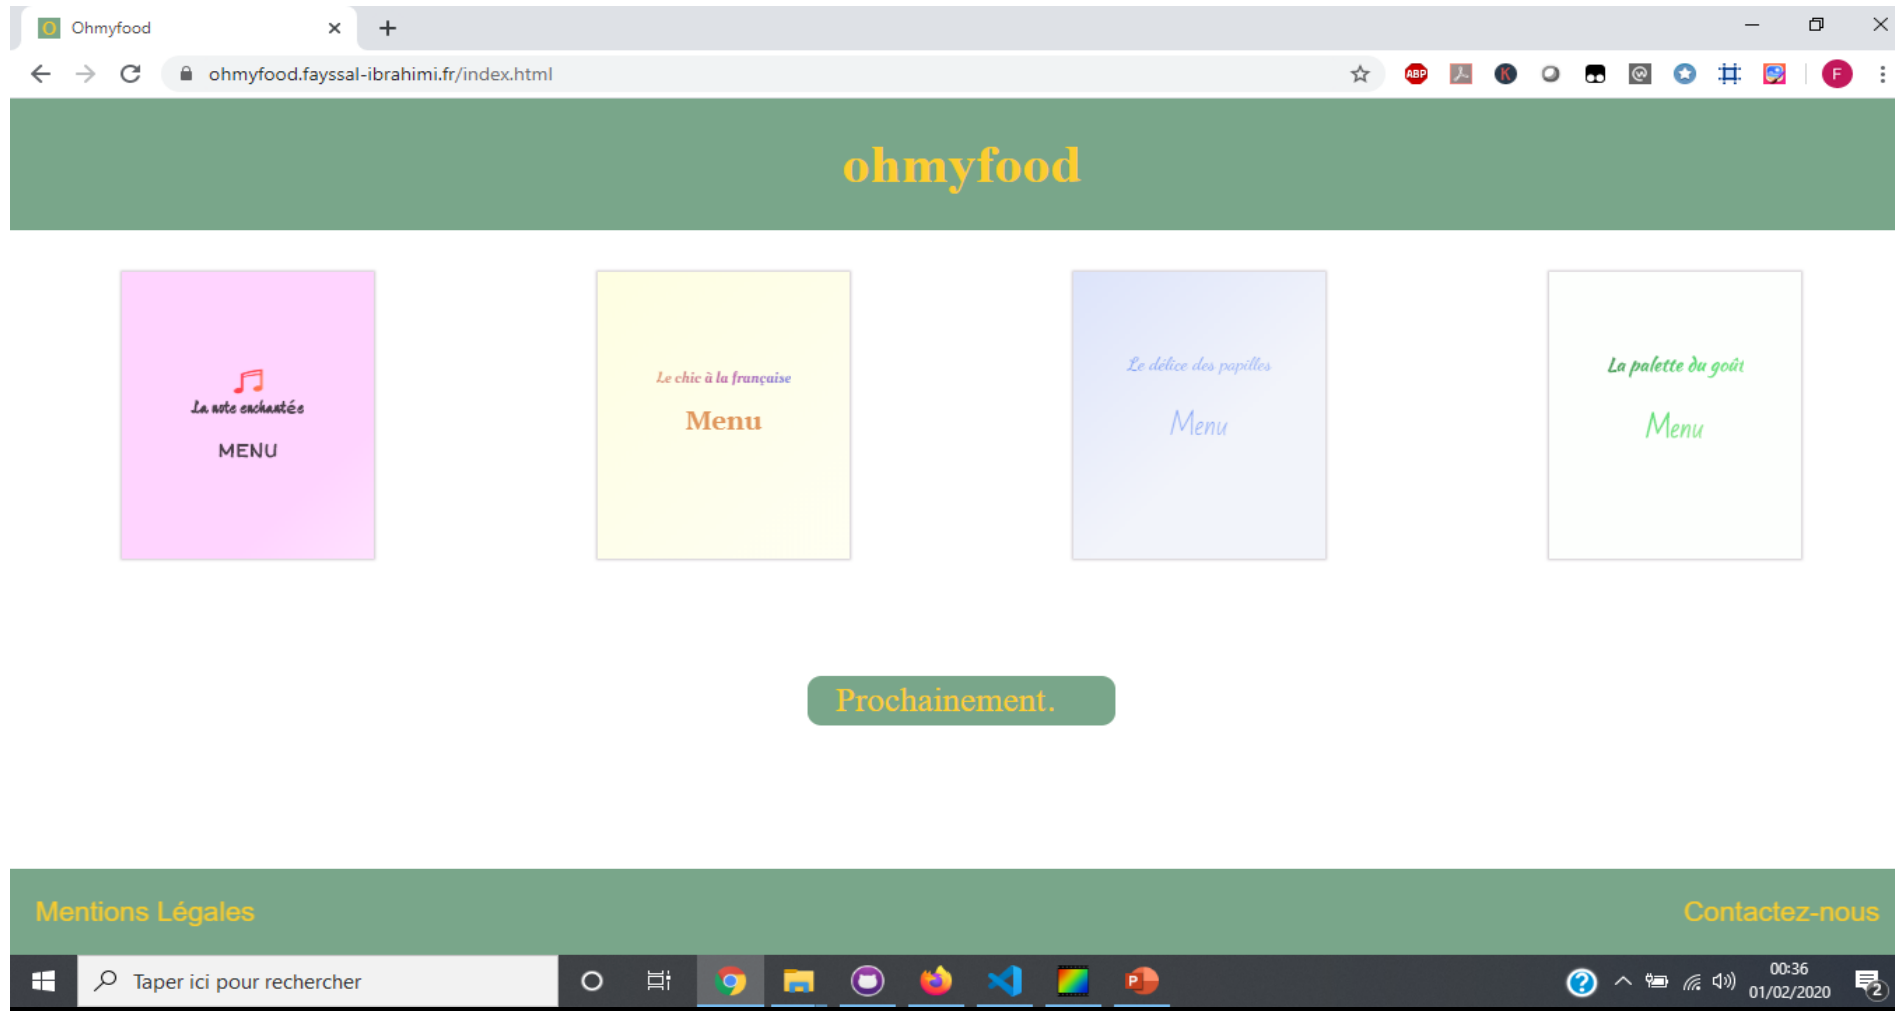 Ohmyfood
ohmyfood.fayssal-ibrahimi.fr/index.html
ABP
K
F
ohmyfood
La note enchantée
MENU
Le chic à la française
Menu
Le délice des papilles
Menu
La palette du goût
Menu
Prochainement.
Mentions Légales
Contactez-nous
Taper ici pour rechercher
00:36
01/02/2020
2